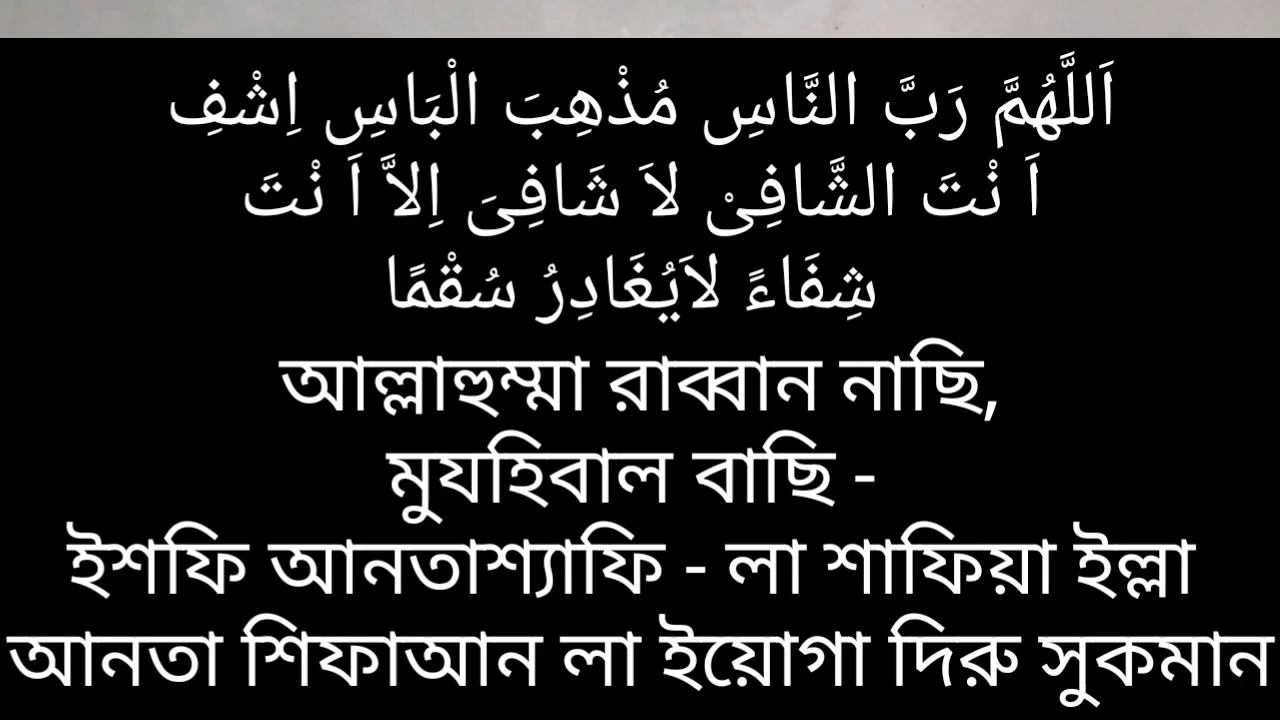 اَللَّهُمَّ رَبَّ النَّاسِ مُذْهِبَ الْبَاسِ اِشْفِ
اَ نْتَ الشَّافِىْ لاَ شَافِىَ اِلاَّ اَ نْتَ
شِفَاءً لاَيُغَادِرُ سُقْمًا
আল্লাহুম্মা রাব্বান নাছি,
মুযহিবাল বাছি -
ইশফি আনতাশ্যাফি - লা শাফিয়া ইল্লা
আনতা শিফাআন লা ইয়োগা দিরু সুকমান